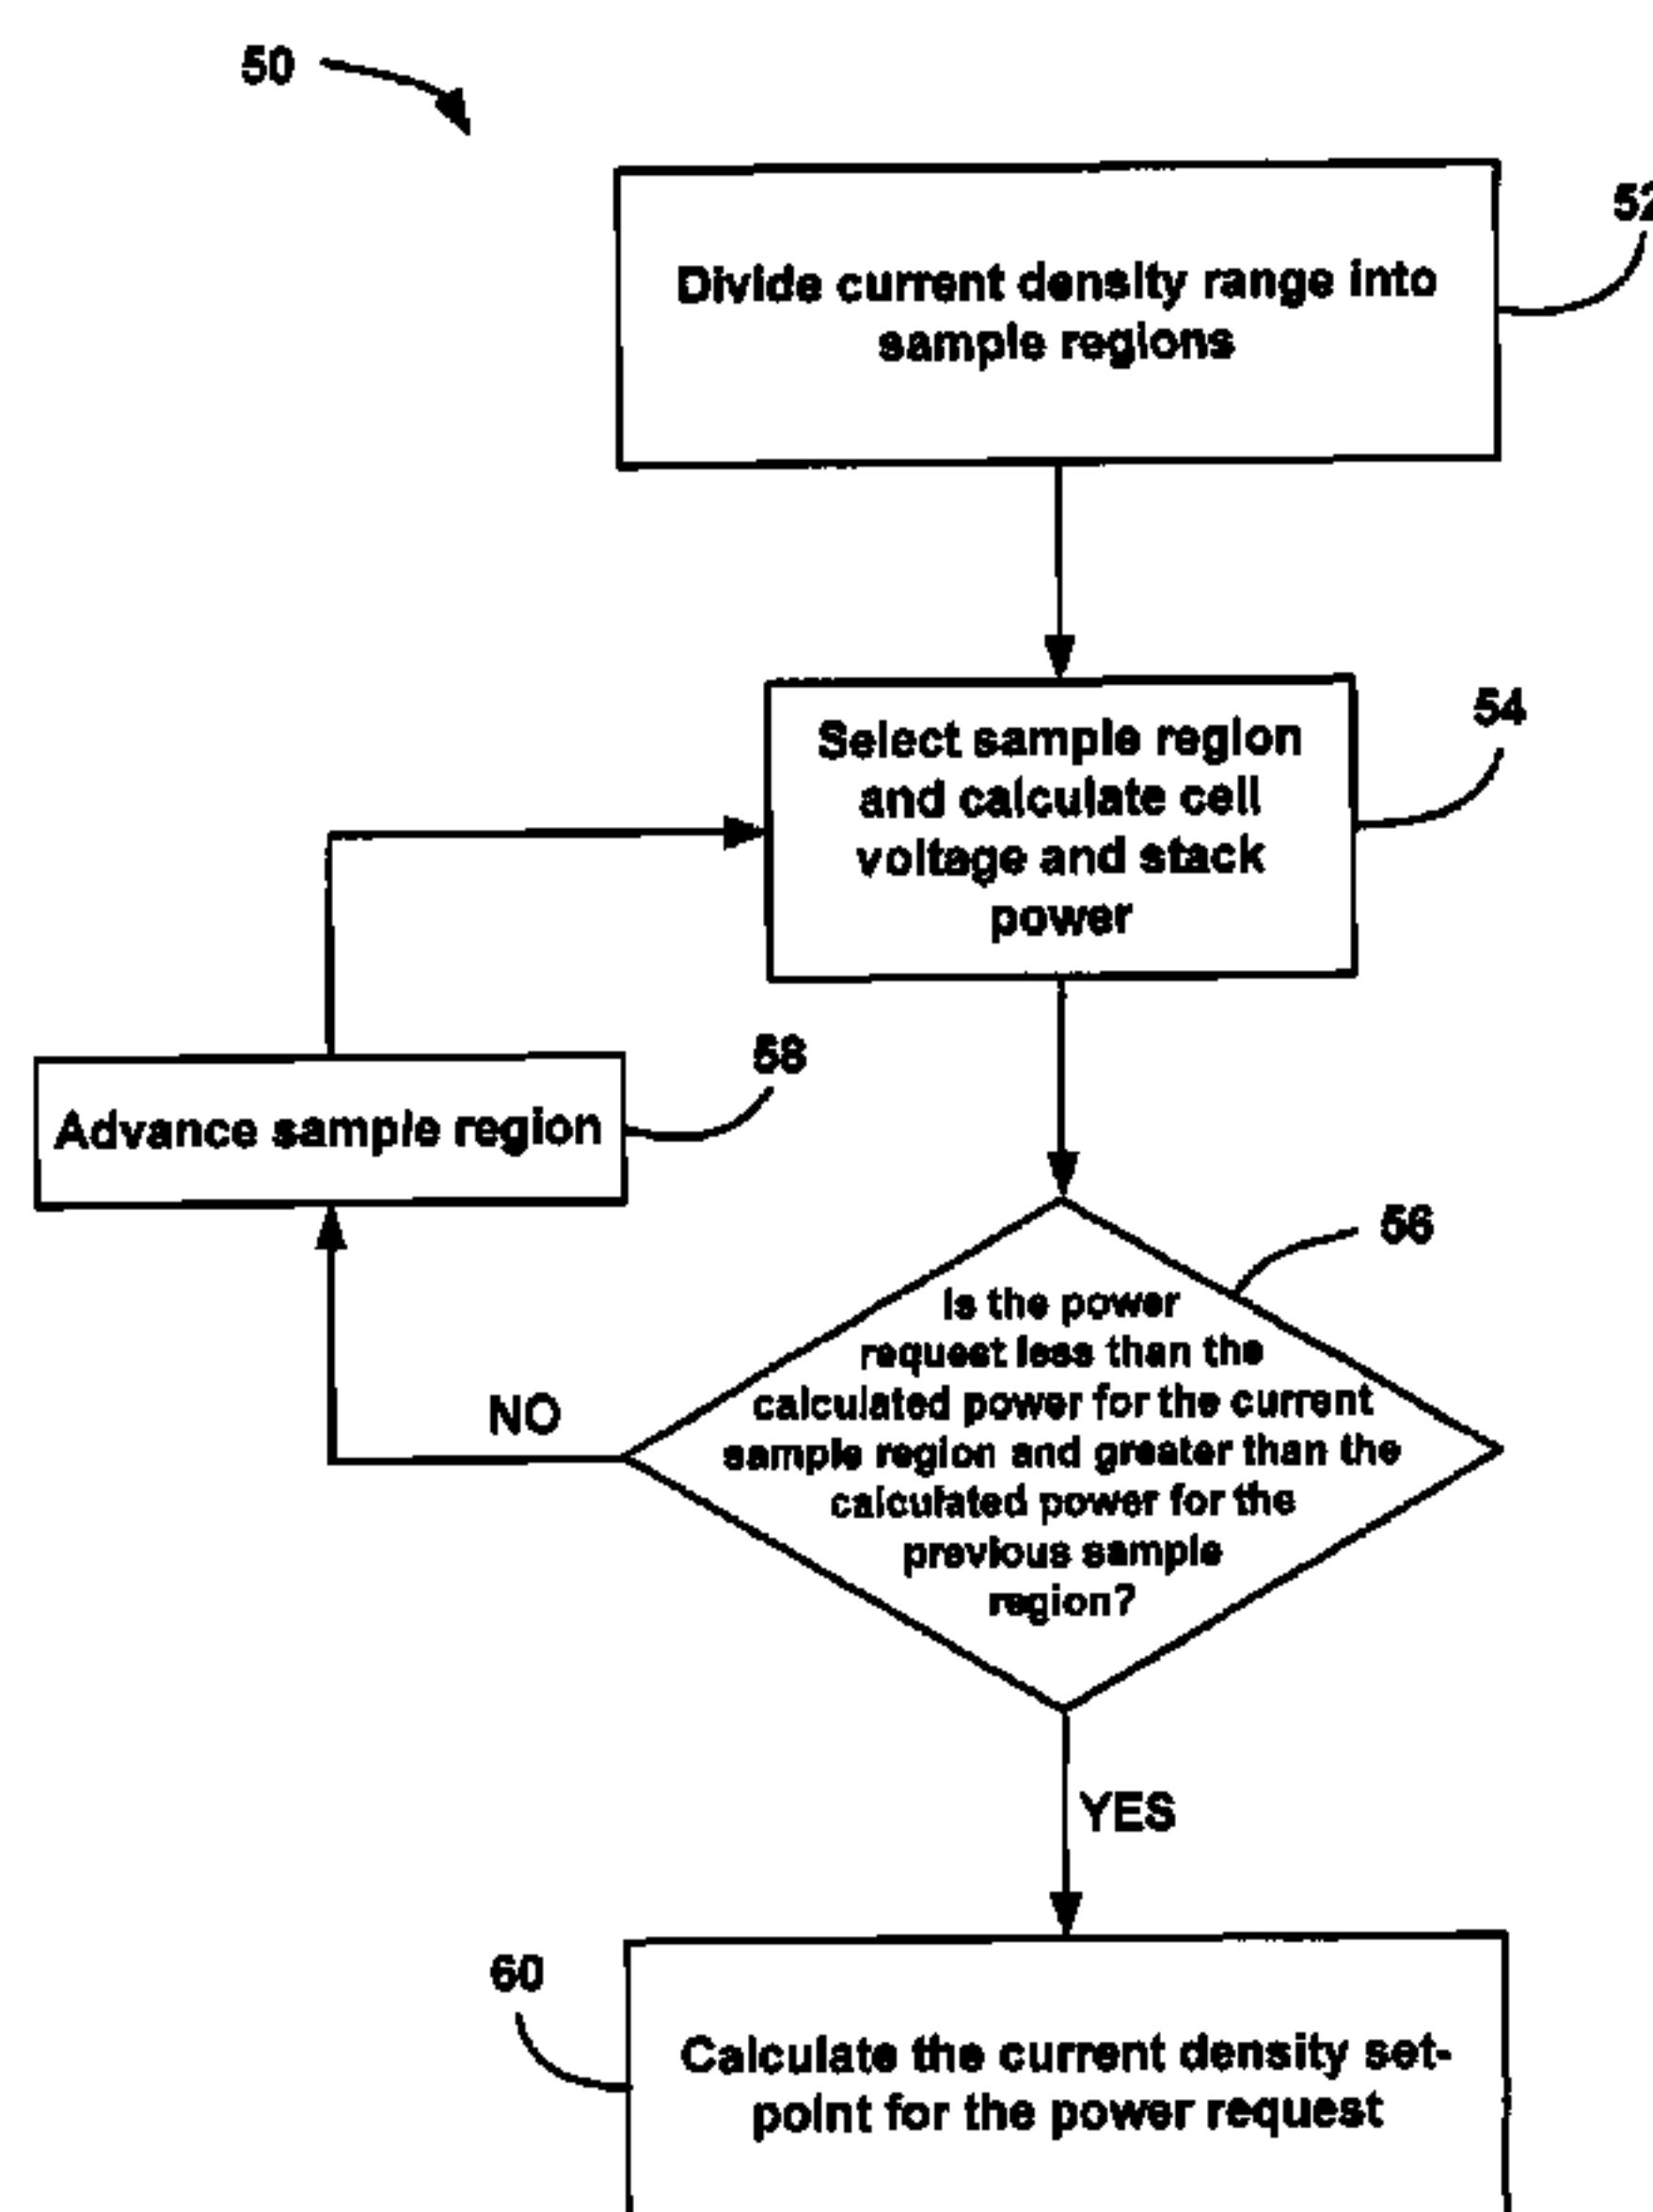 50
52
Divide current density range into
sample regions
54
Select sample region
and calculate cell
voltage and stack
power
58
Advance sample region
56
Is the power
request less than the
calculated power for the current
sample region and greater than the
calculated power for the
previous sample
region?
NO
YES
60
Calculate the current density set-
point for the power request